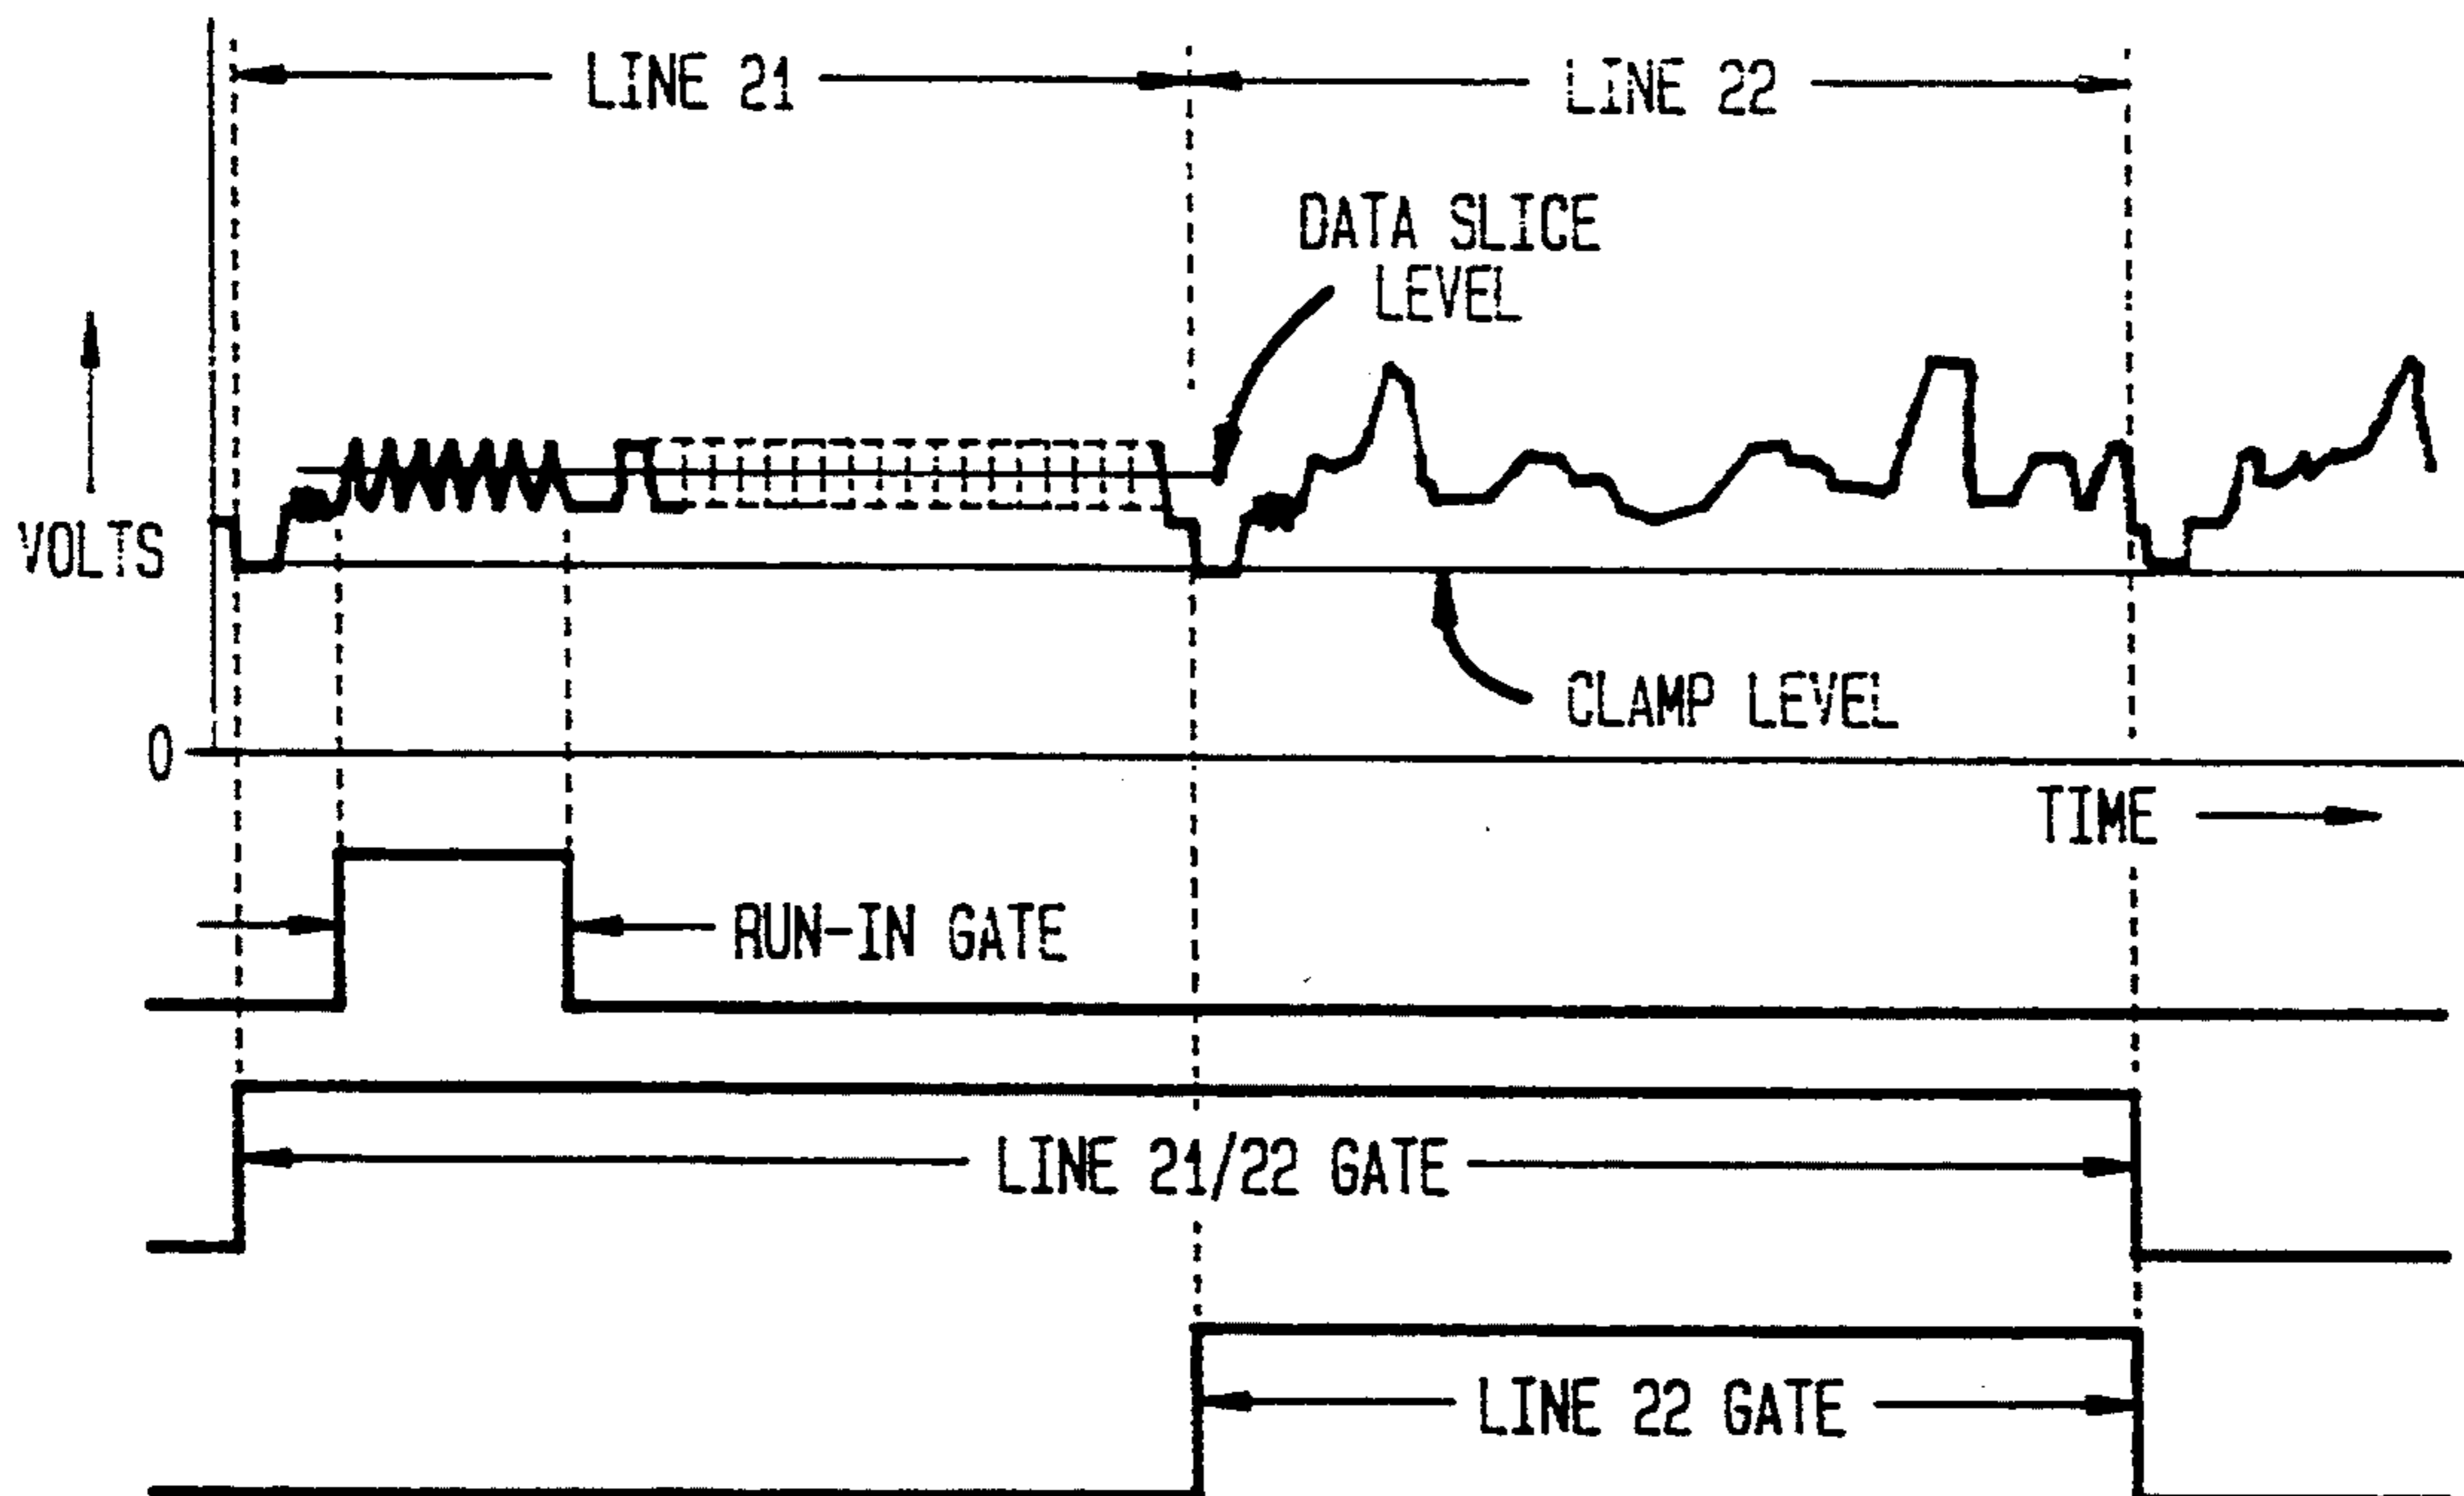 LINE 21
LINE 22
DATA SLICE
LEVEL
VOLTS
CLAMP LEVEL
0
TIME
RUN-IN GATE
LINE 21/22 GATE
LINE 22 GATE